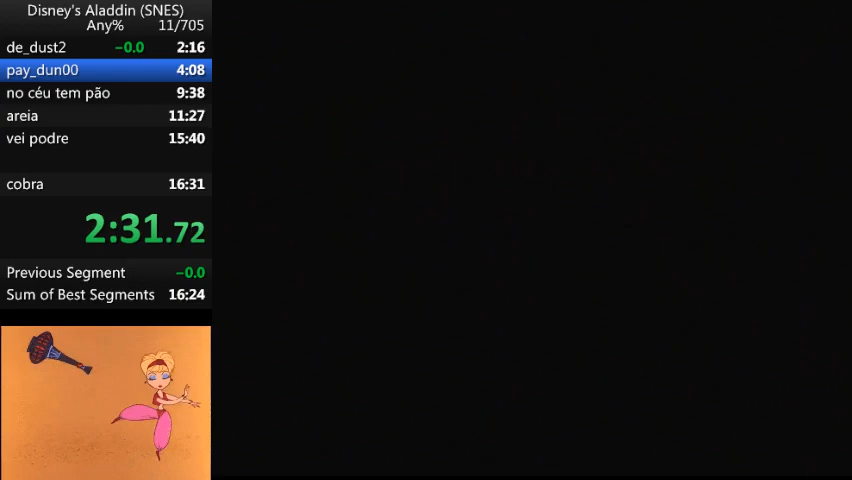 Disney's Aladdin (SNES)
Any% 11/705
de_dust2 −0.0 2:16
pay_dun00 4:08
no céu tem pão 9:38
areia 11:27
vei podre 15:40
cobra 16:31
2:31.72
Previous Segment −0.0
Sum of Best Segments 16:24